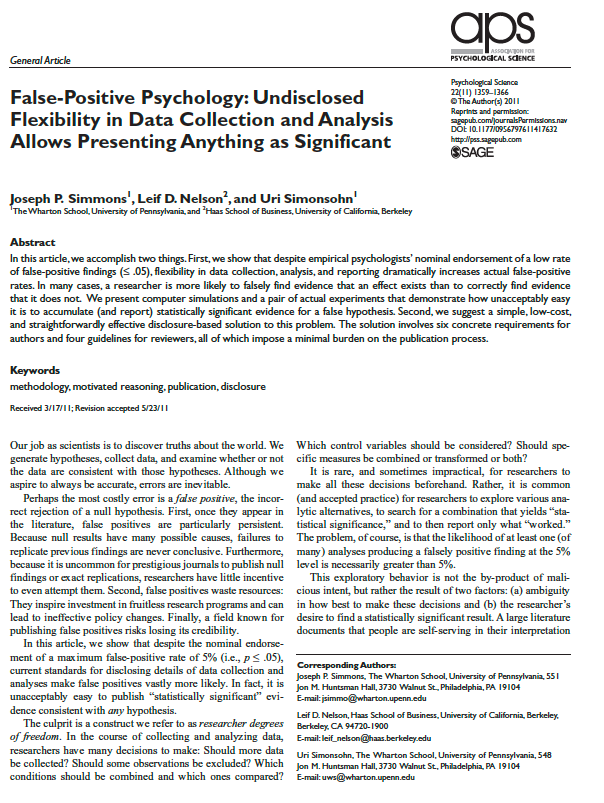 General Article
aps
ASSOCIATION FOR
PSYCHOLOGICAL SCIENCE
False-Positive Psychology: Undisclosed
Flexibility in Data Collection and Analysis
Allows Presenting Anything as Significant
Psychological Science
22(11) 1359–1366
© The Author(s) 2011
Reprints and permission:
sagepub.com/journalsPermissions.nav
DOI: 10.1177/0956797611417632
http://pss.sagepub.com
SAGE
Joseph P. Simmons1, Leif D. Nelson2, and Uri Simonsohn1
1The Wharton School, University of Pennsylvania, and 2Haas School of Business, University of California, Berkeley
Abstract
In this article, we accomplish two things. First, we show that despite empirical psychologists' nominal endorsement of a low rate
of false-positive findings (≤ .05), flexibility in data collection, analysis, and reporting dramatically increases actual false-positive
rates. In many cases, a researcher is more likely to falsely find evidence that an effect exists than to correctly find evidence
that it does not. We present computer simulations and a pair of actual experiments that demonstrate how unacceptably easy
it is to accumulate (and report) statistically significant evidence for a false hypothesis. Second, we suggest a simple, low-cost,
and straightforwardly effective disclosure-based solution to this problem. The solution involves six concrete requirements for
authors and four guidelines for reviewers, all of which impose a minimal burden on the publication process.
Keywords
methodology, motivated reasoning, publication, disclosure
Received 3/17/11; Revision accepted 5/23/11
Our job as scientists is to discover truths about the world. We
generate hypotheses, collect data, and examine whether or not
the data are consistent with those hypotheses. Although we
aspire to always be accurate, errors are inevitable.
Perhaps the most costly error is a false positive, the incor-
rect rejection of a null hypothesis. First, once they appear in
the literature, false positives are particularly persistent.
Because null results have many possible causes, failures to
replicate previous findings are never conclusive. Furthermore,
because it is uncommon for prestigious journals to publish null
findings or exact replications, researchers have little incentive
to even attempt them. Second, false positives waste resources:
They inspire investment in fruitless research programs and can
lead to ineffective policy changes. Finally, a field known for
publishing false positives risks losing its credibility.
In this article, we show that despite the nominal endorse-
ment of a maximum false-positive rate of 5% (i.e., p ≤ .05),
current standards for disclosing details of data collection and
analyses make false positives vastly more likely. In fact, it is
unacceptably easy to publish “statistically significant” evi-
dence consistent with any hypothesis.
The culprit is a construct we refer to as researcher degrees
of freedom. In the course of collecting and analyzing data,
researchers have many decisions to make: Should more data
be collected? Should some observations be excluded? Which
conditions should be combined and which ones compared?
Which control variables should be considered? Should spe-
cific measures be combined or transformed or both?
It is rare, and sometimes impractical, for researchers to
make all these decisions beforehand. Rather, it is common
(and accepted practice) for researchers to explore various ana-
lytic alternatives, to search for a combination that yields “sta-
tistical significance,” and to then report only what “worked.”
The problem, of course, is that the likelihood of at least one (of
many) analyses producing a falsely positive finding at the 5%
level is necessarily greater than 5%.
This exploratory behavior is not the by-product of mali-
cious intent, but rather the result of two factors: (a) ambiguity
in how best to make these decisions and (b) the researcher's
desire to find a statistically significant result. A large literature
documents that people are self-serving in their interpretation
Corresponding Authors:
Joseph P. Simmons, The Wharton School, University of Pennsylvania, 551
Jon M. Huntsman Hall, 3730 Walnut St., Philadelphia, PA 19104
E-mail: jsimmo@wharton.upenn.edu
Leif D. Nelson, Haas School of Business, University of California, Berkeley,
Berkeley, CA 94720-1900
E-mail: leif_nelson@haas.berkeley.edu
Uri Simonsohn, The Wharton School, University of Pennsylvania, 548
Jon M. Huntsman Hall, 3730 Walnut St., Philadelphia, PA 19104
E-mail: uws@wharton.upenn.edu